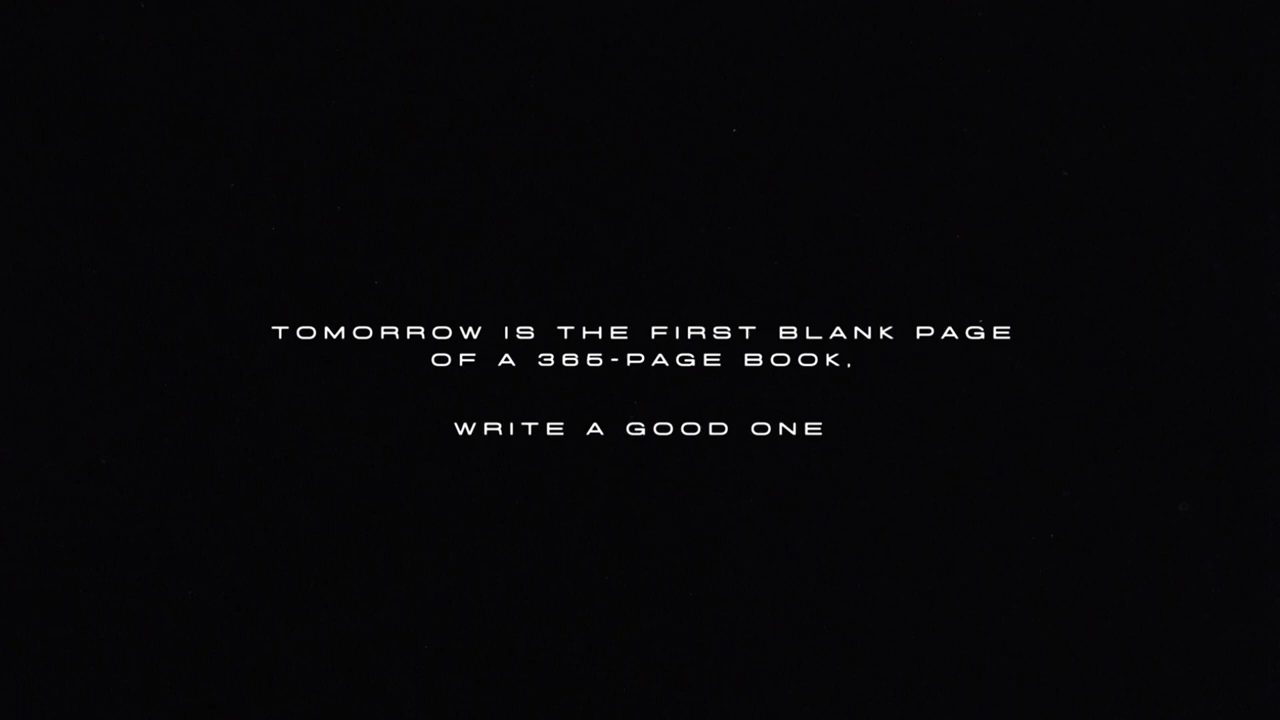 TOMORROW IS THE FIRST BLANK PAGE
OF A 365-PAGE BOOK,
WRITE A GOOD ONE